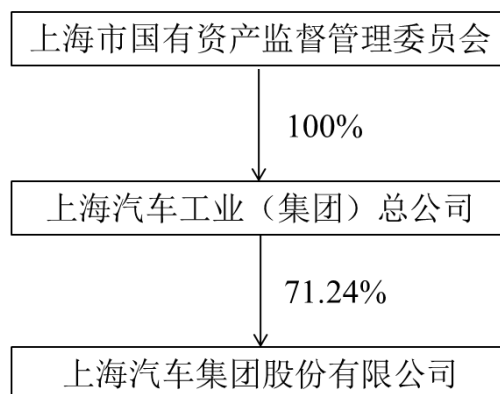 上海市国有资产监督管理委员会
100%
上海汽车工业（集团）总公司
71.24%
上海汽车集团股份有限公司